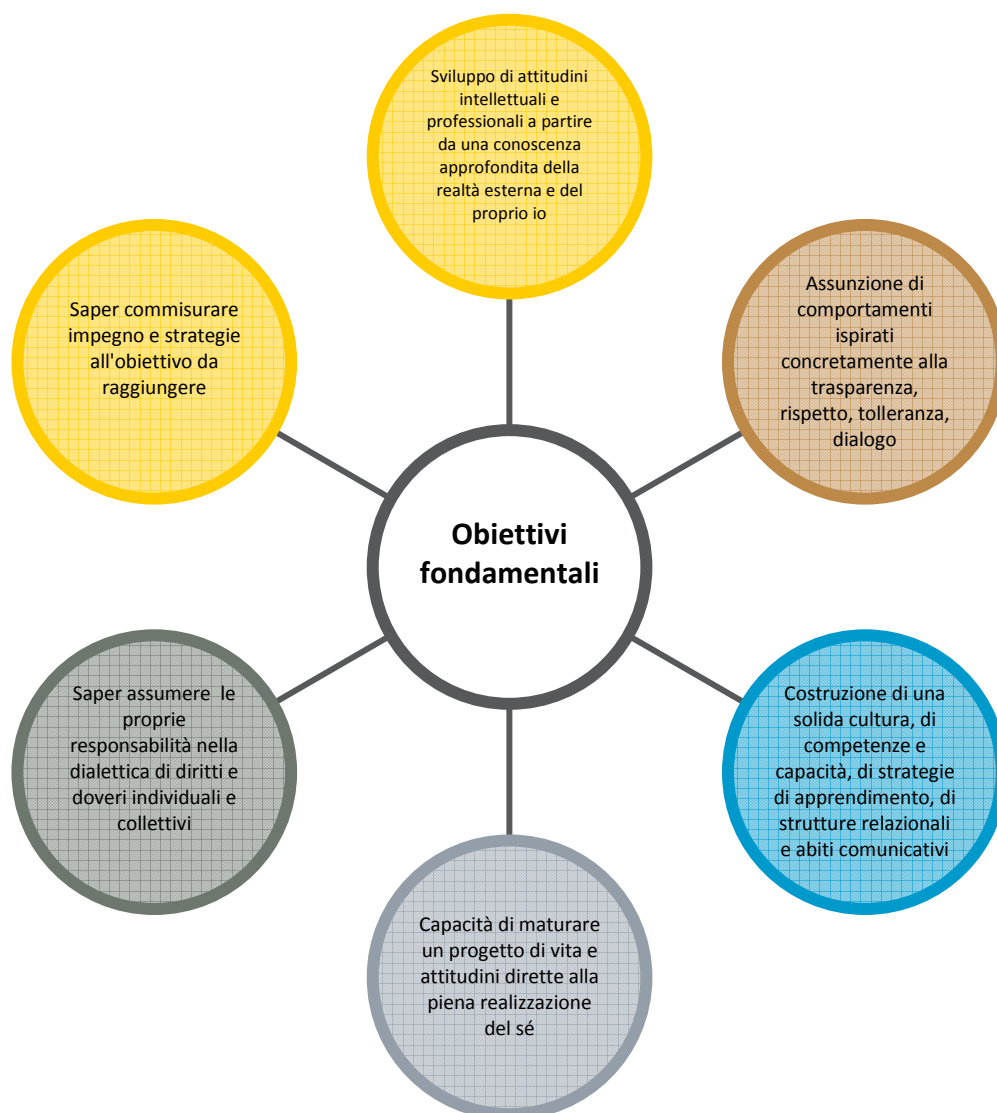 Sviluppo di attitudini
intellettuali e
professionali a partire
da una conoscenza
approfondita della
realtà esterna e del
proprio io
Assunzione di
comportamenti
ispirati
concretamente alla
trasparenza,
rispetto, tolleranza,
dialogo
Costruzione di una
solida cultura, di
competenze e
capacità, di strategie
di apprendimento, di
strutture relazionali
e abiti comunicativi
Capacità di maturare
un progetto di vita e
attitudini dirette alla
piena realizzazione
del sé
Saper assumere  le
proprie
responsabilità nella
dialettica di diritti e
doveri individuali e
collettivi
Saper commisurare
impegno e strategie
all'obiettivo da
raggiungere
Obiettivi
fondamentali